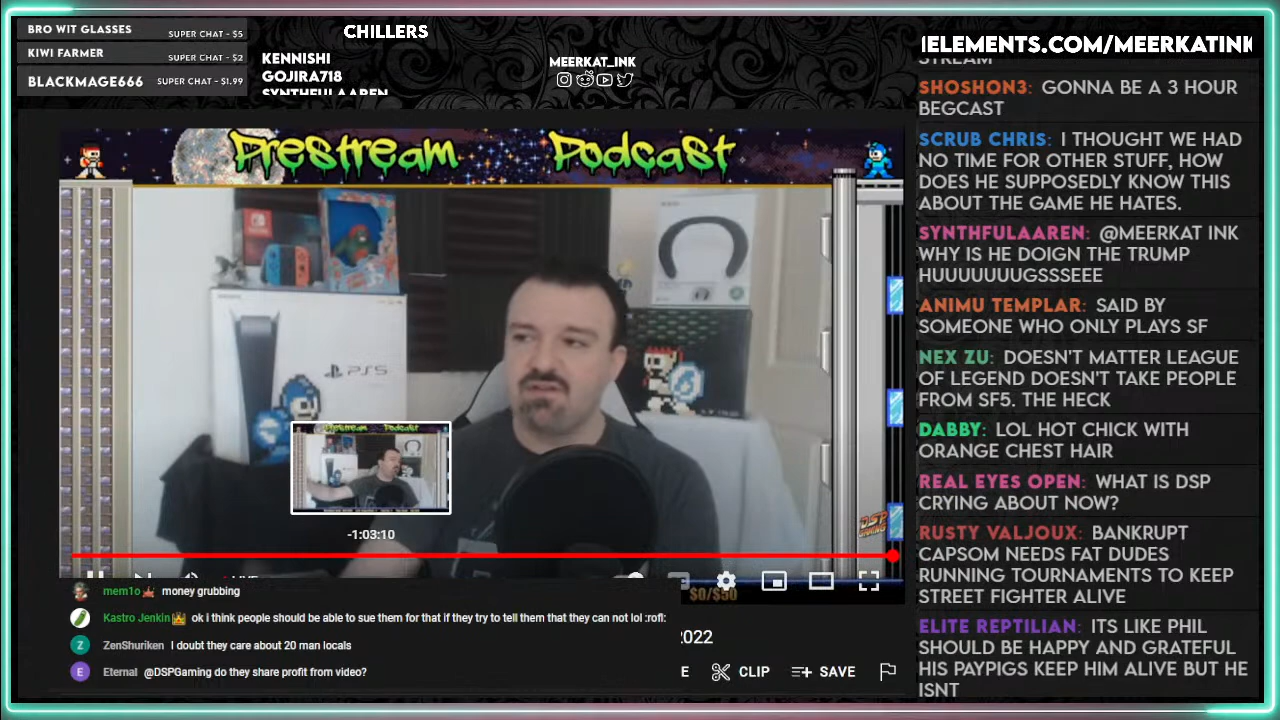 BRO WIT GLASSES SUPER CHAT - $5
KIWI FARMER SUPER CHAT - $2
BLACKMAGE666 SUPER CHAT - $1.99
CHILLERS
KENNISHI
GOJIRA718
SYNTHFULAAREN
MEERKAT_INK
IELEMENTS.COM/MEERKATINK
Prestream Podcast
PS5
-1:03:10
LIVE
$0/$50
mem1o money grubbing
Kastro Jenkin ok i think people should be able to sue them for that if they try to tell them that they can not lol :rofl:
ZenShuriken I doubt they care about 20 man locals
Eternal @DSPGaming do they share profit from video?
2022
E CLIP SAVE
STREAM
SHOSHON3: GONNA BE A 3 HOUR
BEGCAST
SCRUB CHRIS: I THOUGHT WE HAD
NO TIME FOR OTHER STUFF, HOW
DOES HE SUPPOSEDLY KNOW THIS
ABOUT THE GAME HE HATES.
SYNTHFULAAREN: @MEERKAT INK
WHY IS HE DOIGN THE TRUMP
HUUUUUUGSSSEEE
ANIMU TEMPLAR: SAID BY
SOMEONE WHO ONLY PLAYS SF
NEX ZU: DOESN'T MATTER LEAGUE
OF LEGEND DOESN'T TAKE PEOPLE
FROM SF5. THE HECK
DABBY: LOL HOT CHICK WITH
ORANGE CHEST HAIR
REAL EYES OPEN: WHAT IS DSP
CRYING ABOUT NOW?
RUSTY VALJOUX: BANKRUPT
CAPSOM NEEDS FAT DUDES
RUNNING TOURNAMENTS TO KEEP
STREET FIGHTER ALIVE
ELITE REPTILIAN: ITS LIKE PHIL
SHOULD BE HAPPY AND GRATEFUL
HIS PAYPIGS KEEP HIM ALIVE BUT HE
ISNT